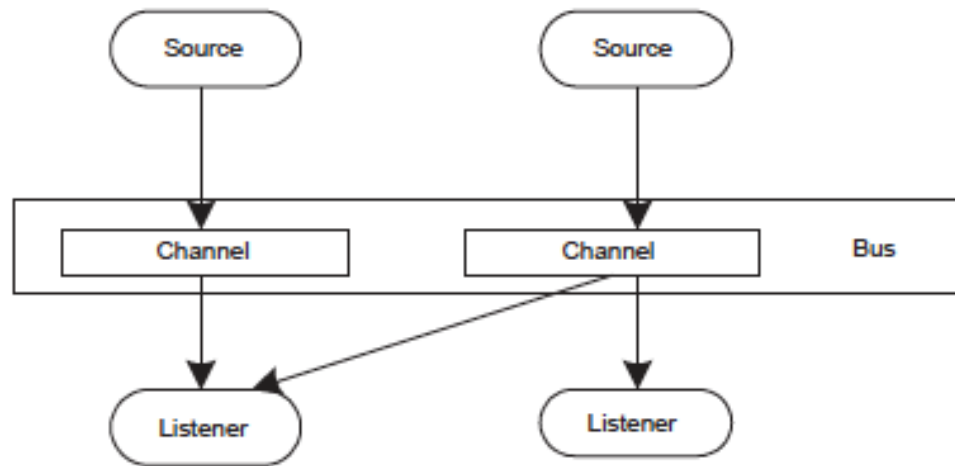 Source
Source
Channel
Channel
Bus
Listener
Listener